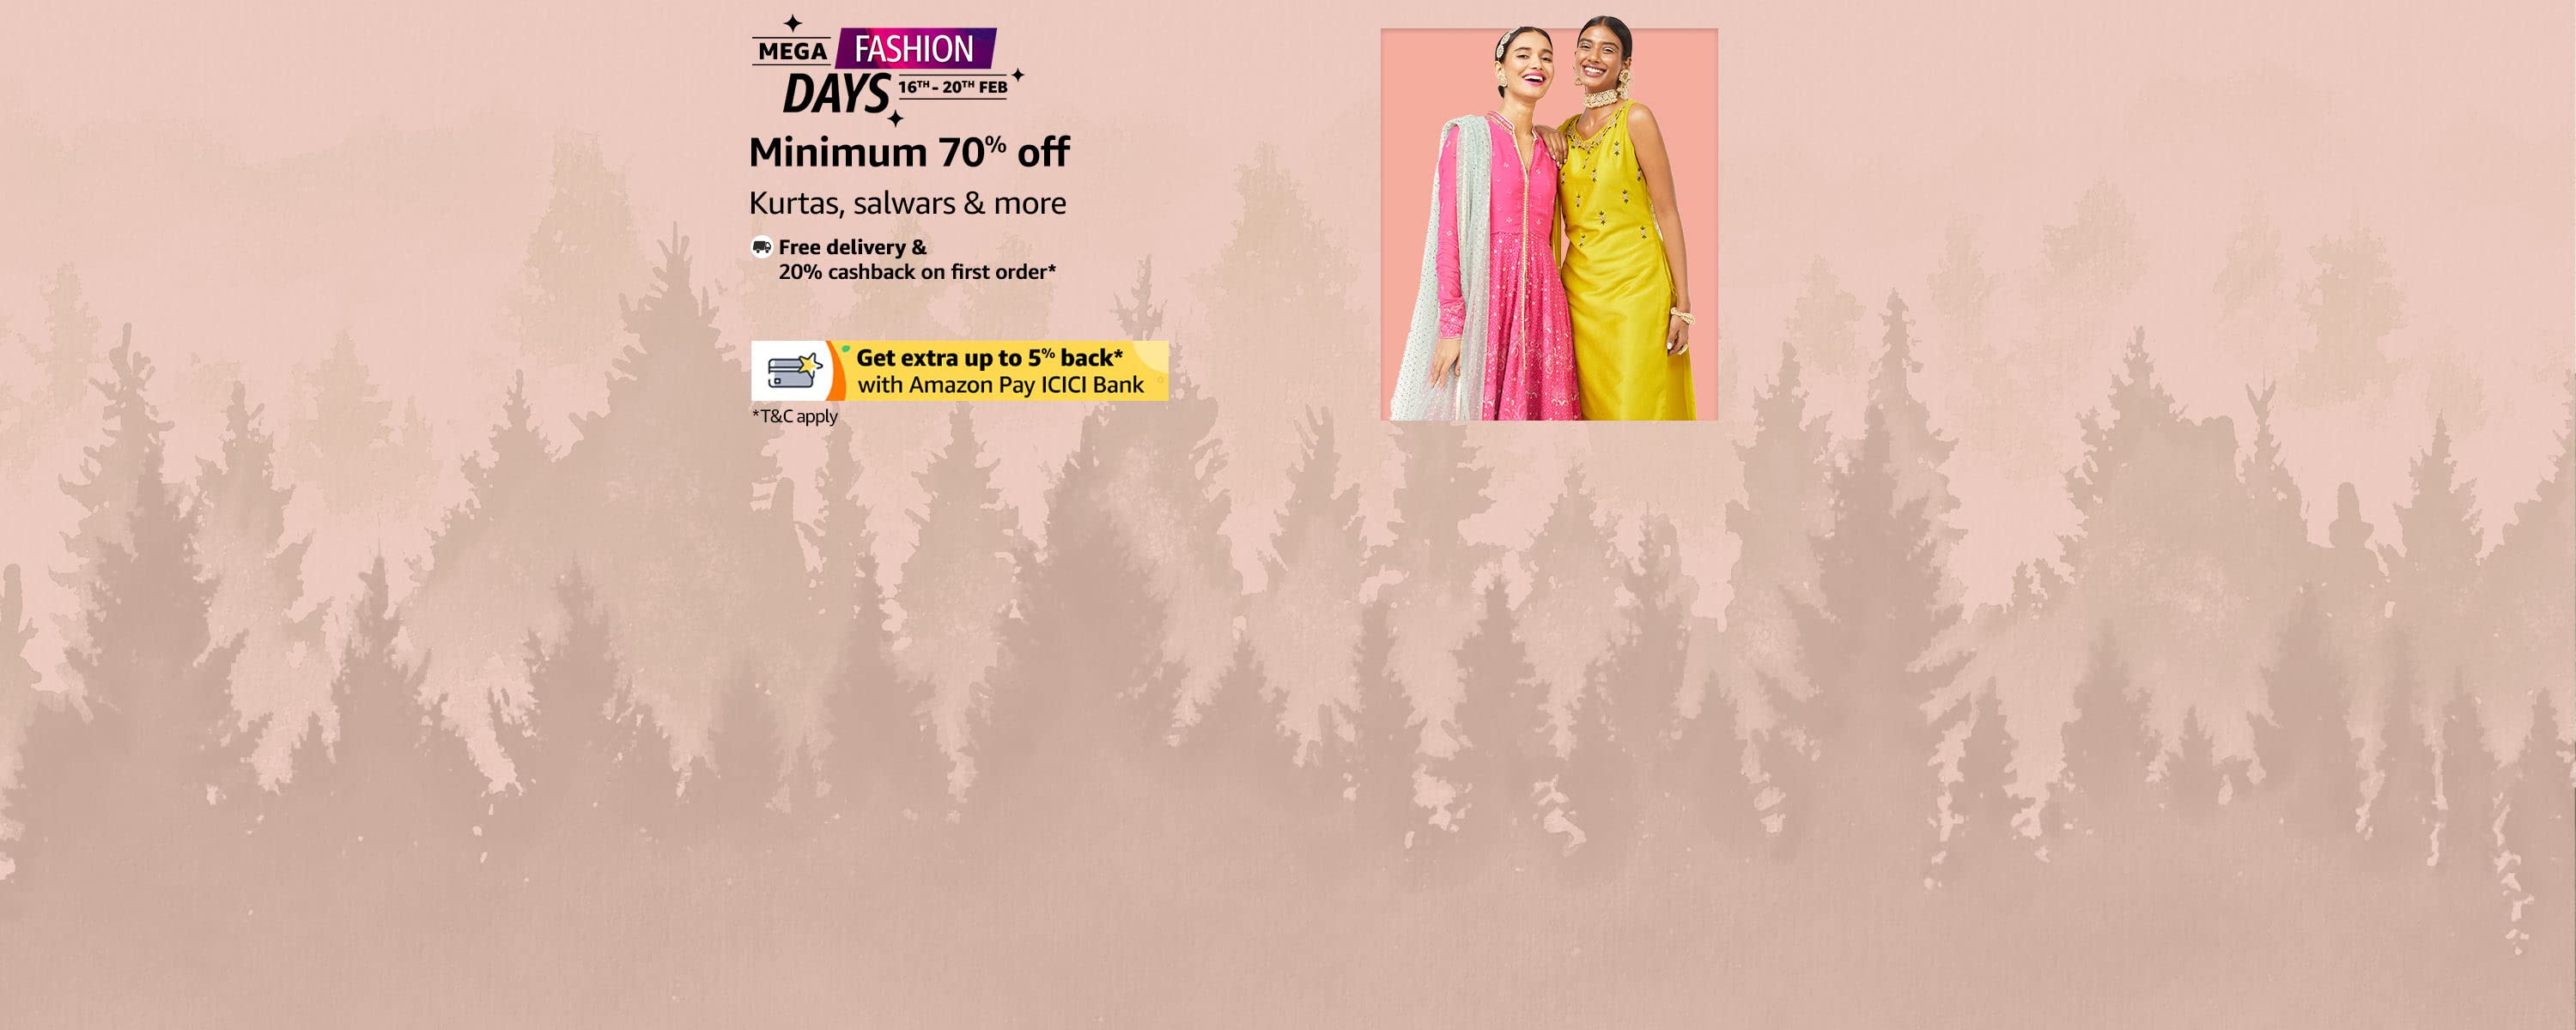 MEGA FASHION
DAYS 16TH - 20TH FEB
Minimum 70% off
Kurtas, salwars & more
Free delivery &
20% cashback on first order*
Get extra up to 5% back*
with Amazon Pay ICICI Bank
*T&C apply